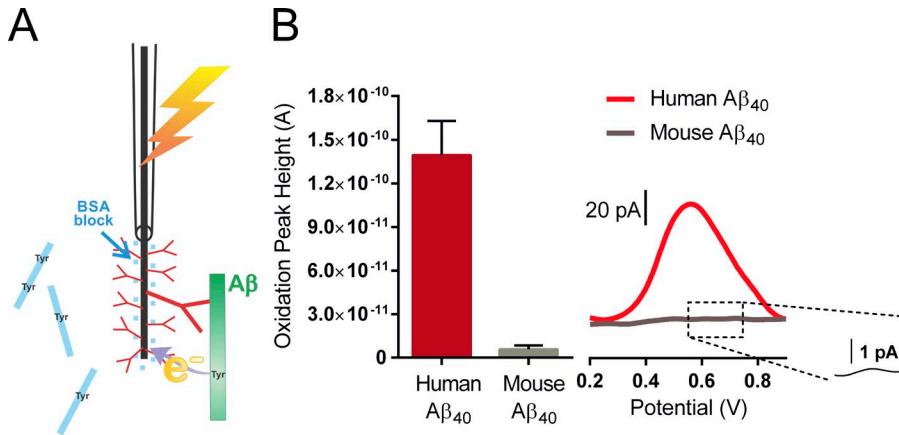 A
BSA
block
Tyr
Tyr
Tyr
Tyr
Aβ
e⁻
Tyr
B
Oxidation Peak Height (A)
1.8×10⁻¹⁰
1.5×10⁻¹⁰
1.2×10⁻¹⁰
9.0×10⁻¹¹
6.0×10⁻¹¹
3.0×10⁻¹¹
0
Human
Aβ₄₀
Mouse
Aβ₄₀
Human Aβ₄₀
Mouse Aβ₄₀
20 pA
1 pA
0.2 0.4 0.6 0.8
Potential (V)